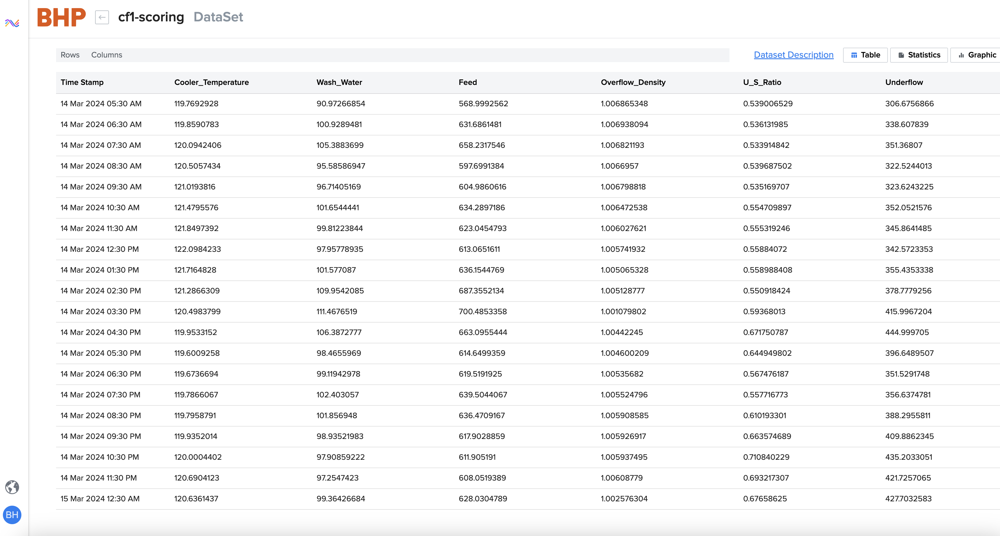 BHP cf1-scoring DataSet
Rows Columns Dataset Description Table Statistics Graphic
Time Stamp Cooler_Temperature Wash_Water Feed Overflow_Density U_S_Ratio Underflow
14 Mar 2024 05:30 AM 119.7692928 90.97266854 568.9992562 1.006865348 0.539006529 306.6756866
14 Mar 2024 06:30 AM 119.8590783 100.9289481 631.6861481 1.006938094 0.536131985 338.607839
14 Mar 2024 07:30 AM 120.0942406 105.3883699 658.2317546 1.006821193 0.533914842 351.36807
14 Mar 2024 08:30 AM 120.5057434 95.58586947 597.6991384 1.0066957 0.539687502 322.5244013
14 Mar 2024 09:30 AM 121.0193816 96.71405169 604.9860616 1.006798818 0.535169707 323.6243225
14 Mar 2024 10:30 AM 121.4795576 101.6544441 634.2897186 1.006472538 0.554709897 352.0521576
14 Mar 2024 11:30 AM 121.8497392 99.81223844 623.0454793 1.006027621 0.555319246 345.8641485
14 Mar 2024 12:30 PM 122.0984233 97.95778935 613.0651611 1.005741932 0.55884072 342.5723353
14 Mar 2024 01:30 PM 121.7164828 101.577087 636.1544769 1.005065328 0.558988408 355.4353338
14 Mar 2024 02:30 PM 121.2866309 109.9542085 687.3552134 1.005128777 0.550918424 378.7779256
14 Mar 2024 03:30 PM 120.4983799 111.4676519 700.4853358 1.001079802 0.59368013 415.9967204
14 Mar 2024 04:30 PM 119.9533152 106.3872777 663.0955444 1.00442245 0.671750787 444.999705
14 Mar 2024 05:30 PM 119.6009258 98.4655969 614.6499359 1.004600209 0.644949802 396.6489507
14 Mar 2024 06:30 PM 119.6736694 99.11942978 619.5191925 1.00535682 0.567476187 351.5291748
14 Mar 2024 07:30 PM 119.7866067 102.403057 639.5044067 1.005524796 0.557716773 356.6374781
14 Mar 2024 08:30 PM 119.7958791 101.856948 636.4709167 1.005908585 0.610193301 388.2955811
14 Mar 2024 09:30 PM 119.9352014 98.93521983 617.9028859 1.005926917 0.663574689 409.8862345
14 Mar 2024 10:30 PM 120.0004402 97.90859222 611.905191 1.005937495 0.710840229 435.2033051
14 Mar 2024 11:30 PM 120.6904123 97.2547423 608.0519389 1.00608779 0.693217307 421.7257065
15 Mar 2024 12:30 AM 120.6361437 99.36426684 628.0304789 1.002576304 0.67658625 427.7032583
BH